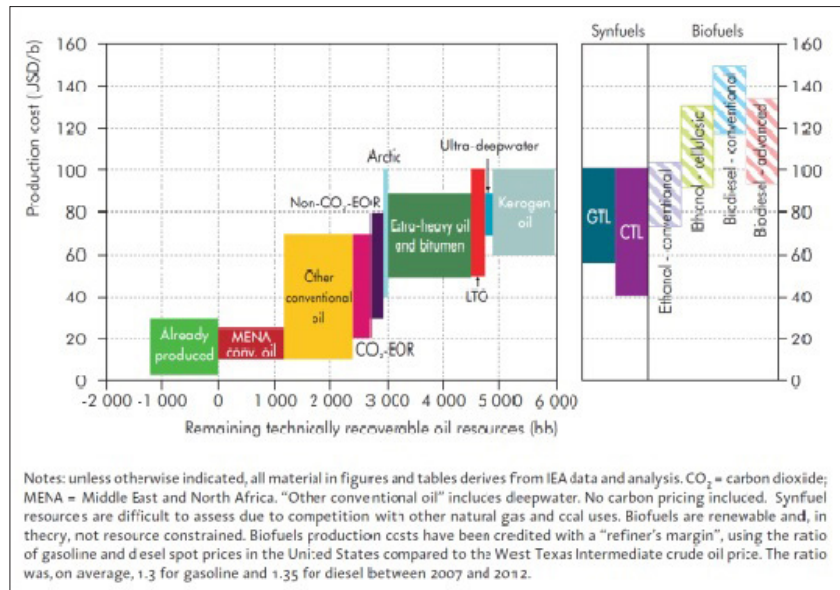 Synfuels Biofuels
160 160
140 140
120 120
100 100
80 80
60 60
40 40
20 20
0 0
Production cost (USD/b)
Already
produced
MENA
conv. oil
Other
conventional
oil
CO₂-EOR
Non-CO₂-EOR
Arctic
Extra-heavy oil
and bitumen
LTO
Ultra-deepwater
Kerogen
oil
GTL
CTL
Ethanol - conventional
Ethanol - cellulosic
Biodiesel - conventional
Biodiesel - advanced
-2 000 -1 000 0 1 000 2 000 3 000 4 000 5 000 6 000
Remaining technically recoverable oil resources (bb)
Notes: unless otherwise indicated, all material in figures and tables derives from IEA data and analysis. CO₂ = carbon dioxide;
MENA = Middle East and North Africa. "Other conventional oil" includes deepwater. No carbon pricing included. Synfuel
resources are difficult to assess due to competition with other natural gas and coal uses. Biofuels are renewable and, in
theory, not resource constrained. Biofuels production costs have been credited with a "refiner's margin", using the ratio
of gasoline and diesel spot prices in the United States compared to the West Texas Intermediate crude oil price. The ratio
was, on average, 1.3 for gasoline and 1.35 for diesel between 2007 and 2012.